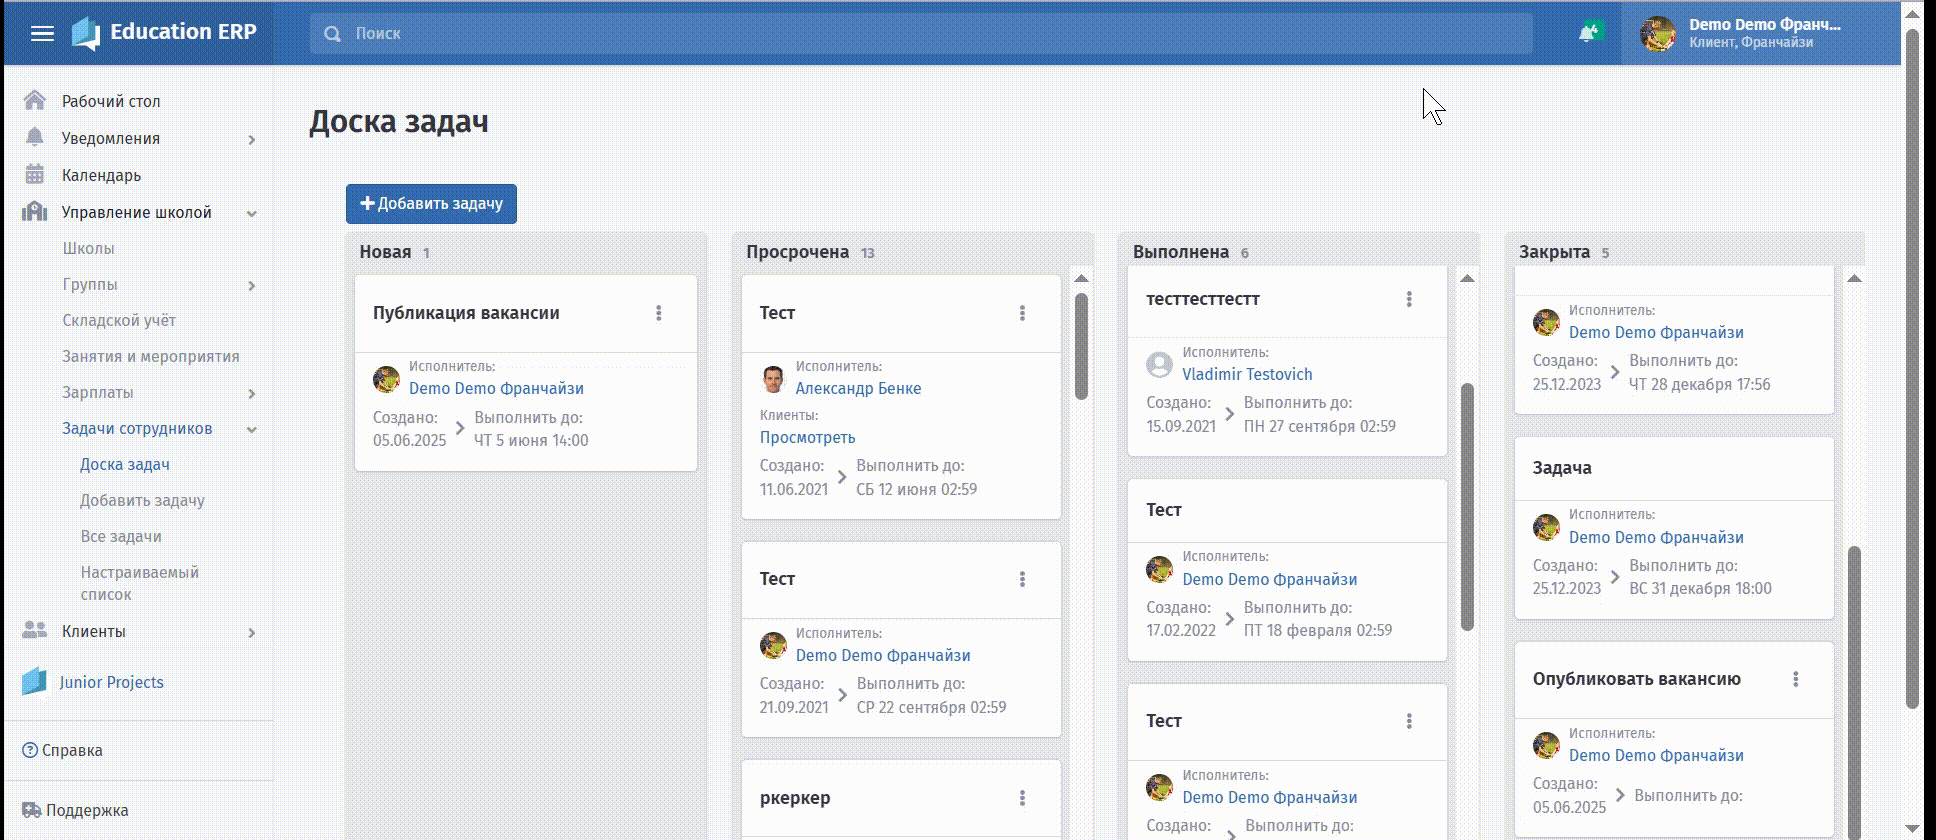 Education ERP
Поиск
4
Demo Demo Франч...
Клиент, Франчайзи
Рабочий стол
Уведомления
Календарь
Управление школой
Школы
Группы
Складской учёт
Занятия и мероприятия
Зарплаты
Задачи сотрудников
Доска задач
Добавить задачу
Все задачи
Настраиваемый
список
Клиенты
Junior Projects
Справка
Поддержка
Доска задач
Добавить задачу
Новая 1
Публикация вакансии
Исполнитель:
Demo Demo Франчайзи
Создано: Выполнить до:
05.06.2025 ЧТ 5 июня 14:00
Просрочена 13
Тест
Исполнитель:
Александр Бенке
Клиенты:
Просмотреть
Создано: Выполнить до:
11.06.2021 СБ 12 июня 02:59
Тест
Исполнитель:
Demo Demo Франчайзи
Создано: Выполнить до:
21.09.2021 СР 22 сентября 02:59
ркеркер
Выполнена 6
тесттесттестт
Исполнитель:
Vladimir Testovich
Создано: Выполнить до:
15.09.2021 ПН 27 сентября 02:59
Тест
Исполнитель:
Demo Demo Франчайзи
Создано: Выполнить до:
17.02.2022 ПТ 18 февраля 02:59
Тест
Исполнитель:
Demo Demo Франчайзи
Создано: Выполнить до:
Закрыта 5
Исполнитель:
Demo Demo Франчайзи
Создано: Выполнить до:
25.12.2023 ЧТ 28 декабря 17:56
Задача
Исполнитель:
Demo Demo Франчайзи
Создано: Выполнить до:
25.12.2023 ВС 31 декабря 18:00
Опубликовать вакансию
Исполнитель:
Demo Demo Франчайзи
Создано:
05.06.2025 Выполнить до: